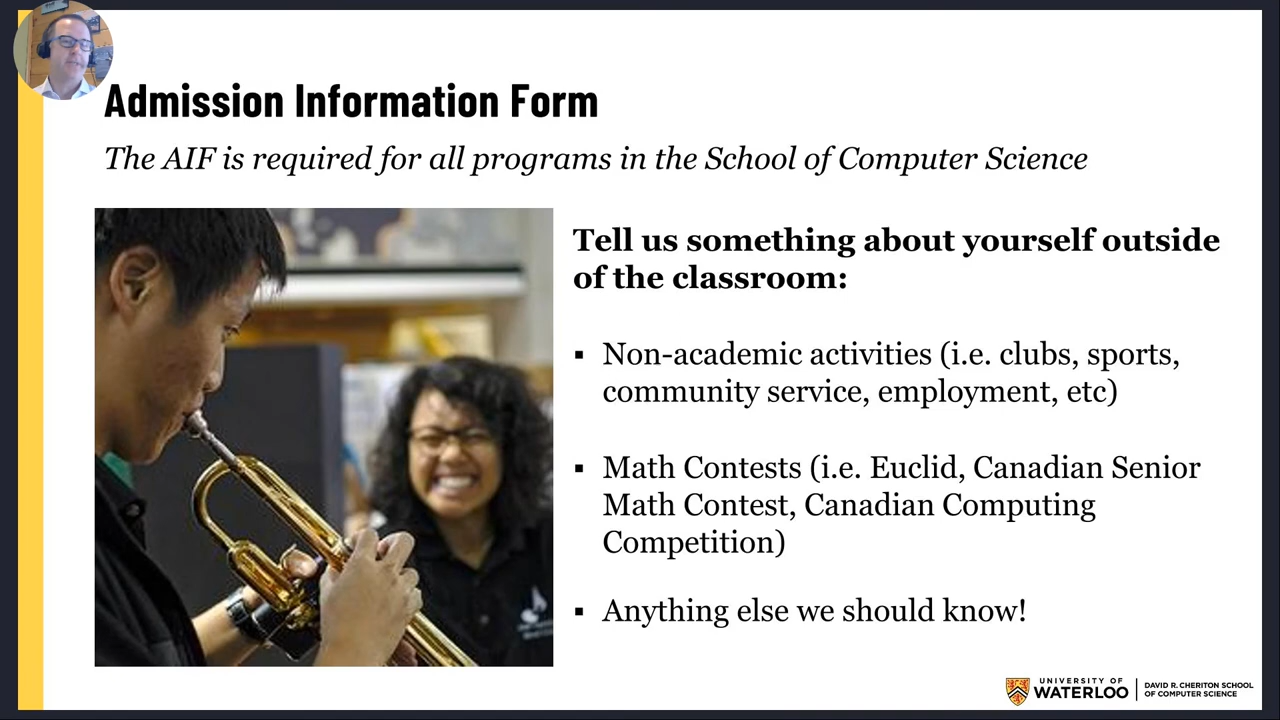 Admission Information Form
The AIF is required for all programs in the School of Computer Science
Tell us something about yourself outside
of the classroom:
▪ Non-academic activities (i.e. clubs, sports,
community service, employment, etc)
▪ Math Contests (i.e. Euclid, Canadian Senior
Math Contest, Canadian Computing
Competition)
▪ Anything else we should know!
UNIVERSITY OF
WATERLOO
DAVID R. CHERITON SCHOOL
OF COMPUTER SCIENCE